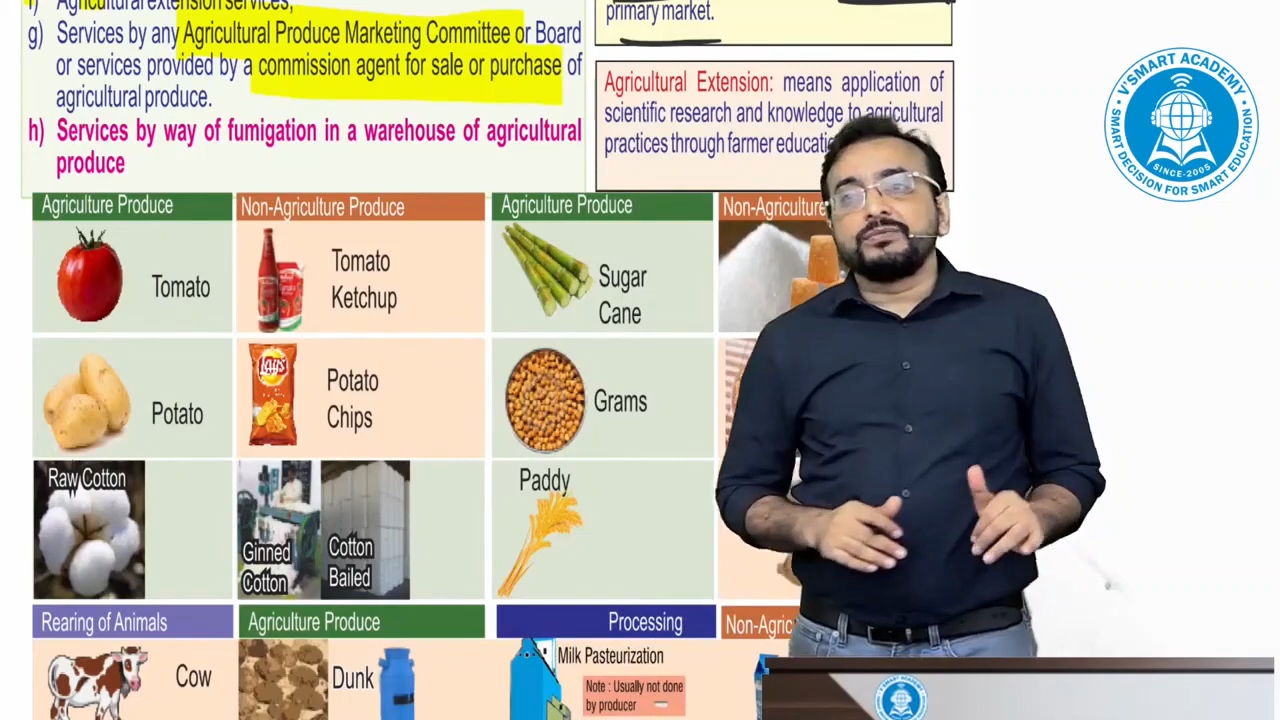 Agricultural extension services,
g) Services by any Agricultural Produce Marketing Committee or Board
or services provided by a commission agent for sale or purchase of
agricultural produce.
h) Services by way of fumigation in a warehouse of agricultural
produce
primary market.
Agricultural Extension: means application of
scientific research and knowledge to agricultural
practices through farmer
V'SMART ACADEMY
SINCE-2005
SMART DECISION FOR SMART EDUCATION
Agriculture Produce
Non-Agriculture Produce
Agriculture Produce
Non-Agriculture
Tomato
Tomato
Ketchup
Sugar
Cane
Potato
Lay's
Potato
Chips
Grams
Raw Cotton
Ginned
Cotton
Cotton
Bailed
Paddy
Rearing of Animals
Agriculture Produce
Processing
Cow
Dunk
Milk Pasteurization
Note : Usually not done
by producer